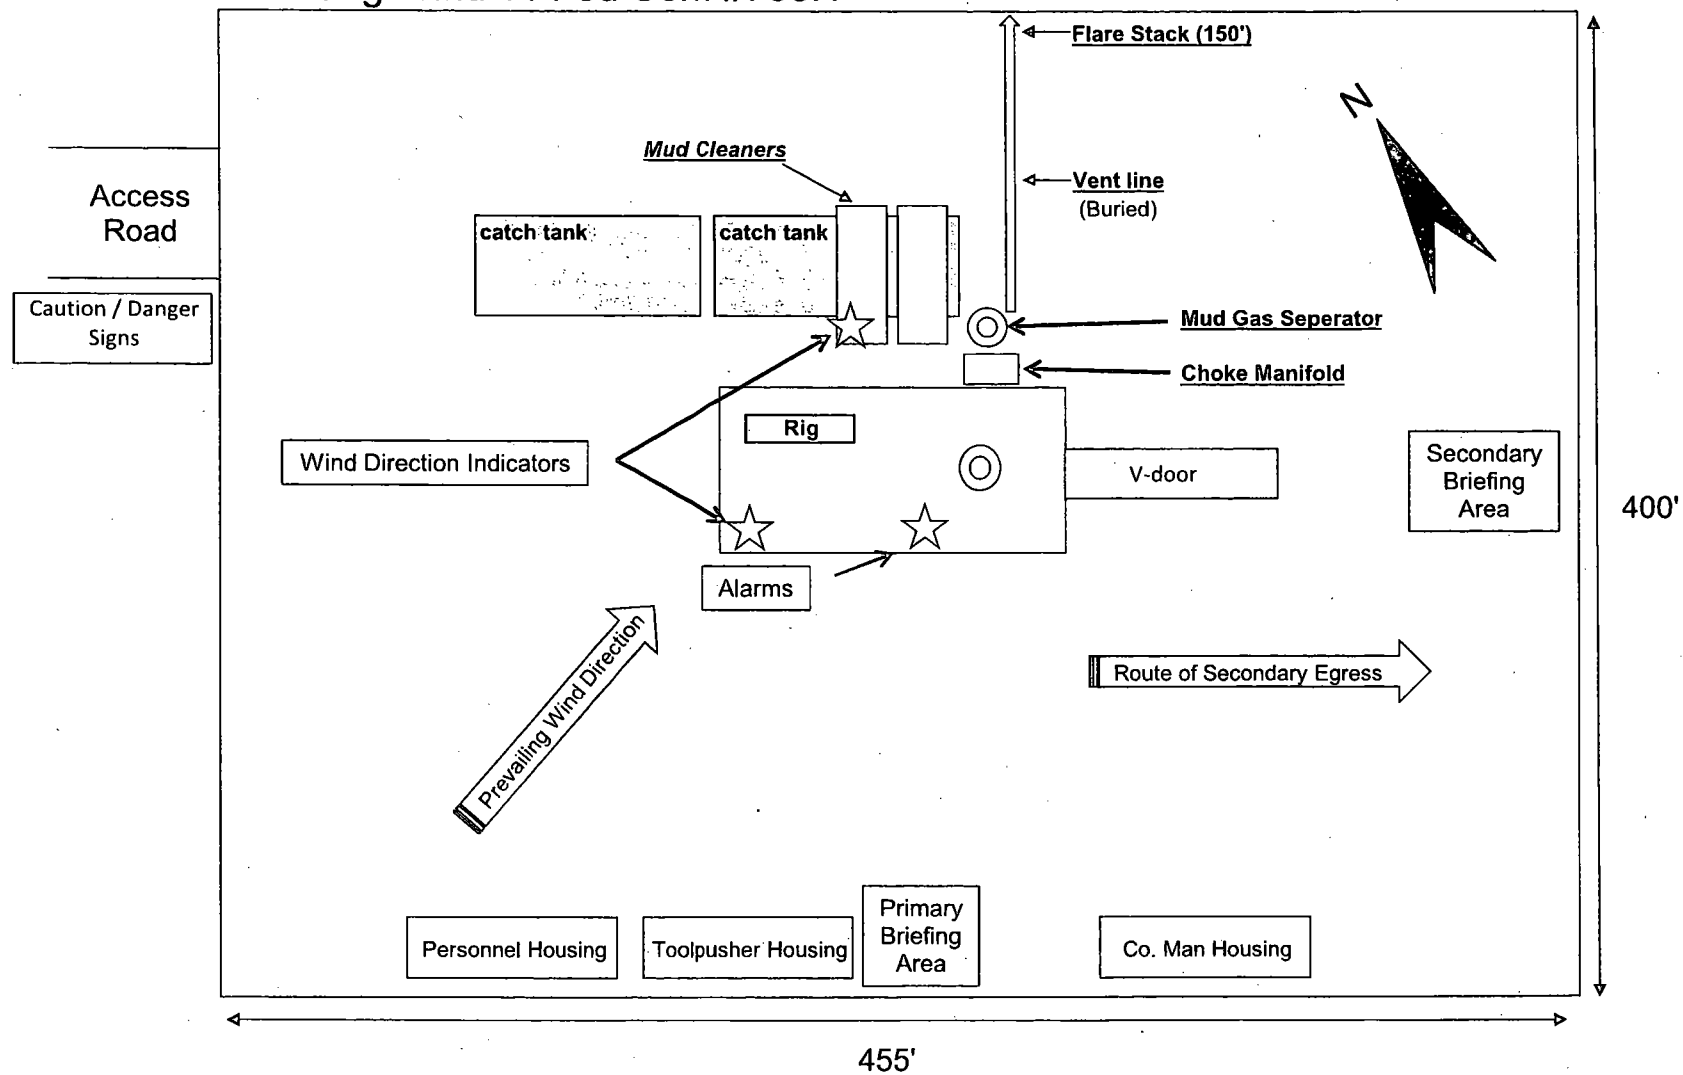 Flare Stack (150')
N
Mud Cleaners
Access
Road
Vent line
(Buried)
catch tank
catch tank
Caution / Danger
Signs
Mud Gas Seperator
Choke Manifold
Rig
Wind Direction Indicators
V-door
Secondary
Briefing
Area
400'
Alarms
Prevailing Wind Direction
Route of Secondary Egress
Personnel Housing
Toolpusher Housing
Primary
Briefing
Area
Co. Man Housing
455'